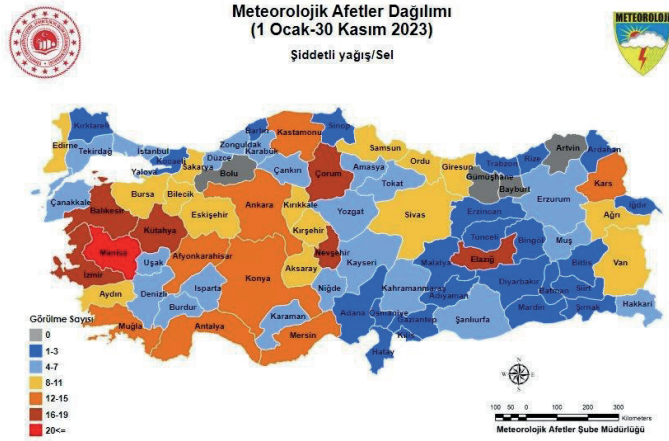 Meteorolojik Afetler Dağılımı
(1 Ocak-30 Kasım 2023)
Şiddetli yağış/Sel
METEOROLOJİ
Kırklareli
Edirne
Tekirdağ
İstanbul
Kocaeli
Yalova
Sakarya
Düzce
Zonguldak
Bartın
Karabük
Kastamonu
Sinop
Samsun
Ordu
Giresun
Trabzon
Rize
Artvin
Ardahan
Çanakkale
Balıkesir
Bursa
Bilecik
Bolu
Çankırı
Çorum
Amasya
Tokat
Gümüşhane
Bayburt
Erzurum
Kars
Iğdır
Ağrı
Kütahya
Eskişehir
Ankara
Kırıkkale
Kırşehir
Yozgat
Sivas
Erzincan
Tunceli
Bingöl
Muş
Manisa
İzmir
Uşak
Afyonkarahisar
Konya
Aksaray
Nevşehir
Kayseri
Malatya
Elazığ
Diyarbakır
Bitlis
Van
Aydın
Denizli
Isparta
Burdur
Niğde
Kahramanmaraş
Adıyaman
Batman
Siirt
Şırnak
Hakkari
Muğla
Antalya
Karaman
Mersin
Adana
Osmaniye
Gaziantep
Kilis
Şanlıurfa
Mardin
Hatay
Görülme Sayısı
0
1-3
4-7
8-11
12-15
16-19
20<=
N
W
E
S
100 50 0 100 200 300
Kilometers
Meteorolojik Afetler Şube Müdürlüğü